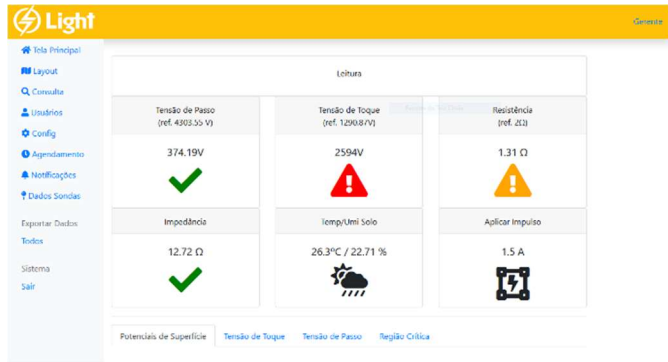 Light
Gerente
Tela Principal
Layout
Consulta
Usuários
Config
Agendamento
Notificações
Dados Sondas
Exportar Dados
Todos
Sistema
Sair
Leitura
Tensão de Passo
(ref. 4303.55 V)
374.19V
Tensão de Toque
(ref. 1290.87V)
2594V
Resistência
(ref. 2Ω)
1.31 Ω
Impedância
12.72 Ω
Temp/Umi Solo
26.3ºC / 22.71 %
Aplicar Impulso
1.5 A
Potenciais de Superfície Tensão de Toque Tensão de Passo Região Crítica